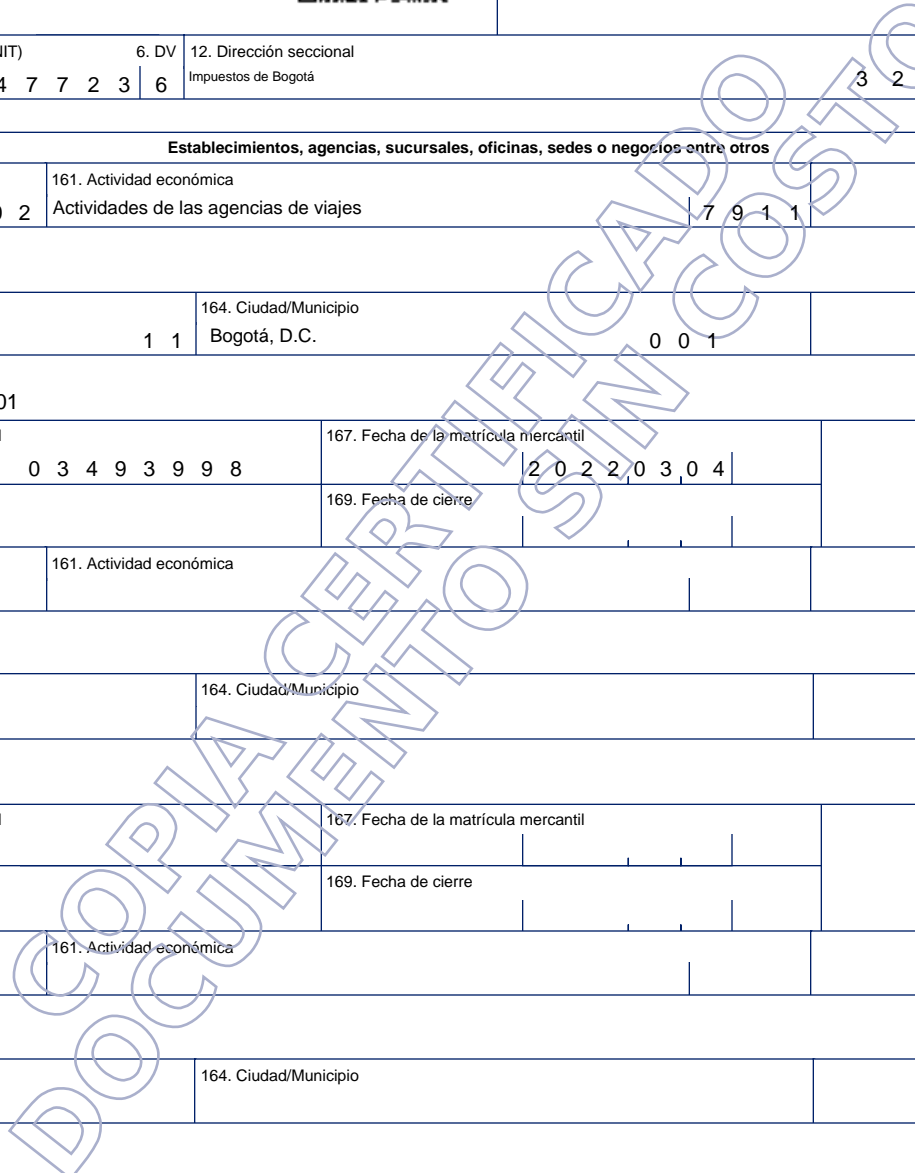 NIT) 6. DV 12. Dirección seccional
4 7 7 2 3 6 Impuestos de Bogotá 3 2
Establecimientos, agencias, sucursales, oficinas, sedes o negocios entre otros
161. Actividad económica
0 2 Actividades de las agencias de viajes 7 9 1 1
164. Ciudad/Municipio
1 1 Bogotá, D.C. 0 0 1
01
167. Fecha de la matrícula mercantil
0 3 4 9 3 9 9 8 2 0 2 2 0 3 0 4
169. Fecha de cierre
161. Actividad económica
164. Ciudad/Municipio
167. Fecha de la matrícula mercantil
169. Fecha de cierre
161. Actividad económica
164. Ciudad/Municipio
COPIA CERTIFICADO
DOCUMENTO SIN COSTO